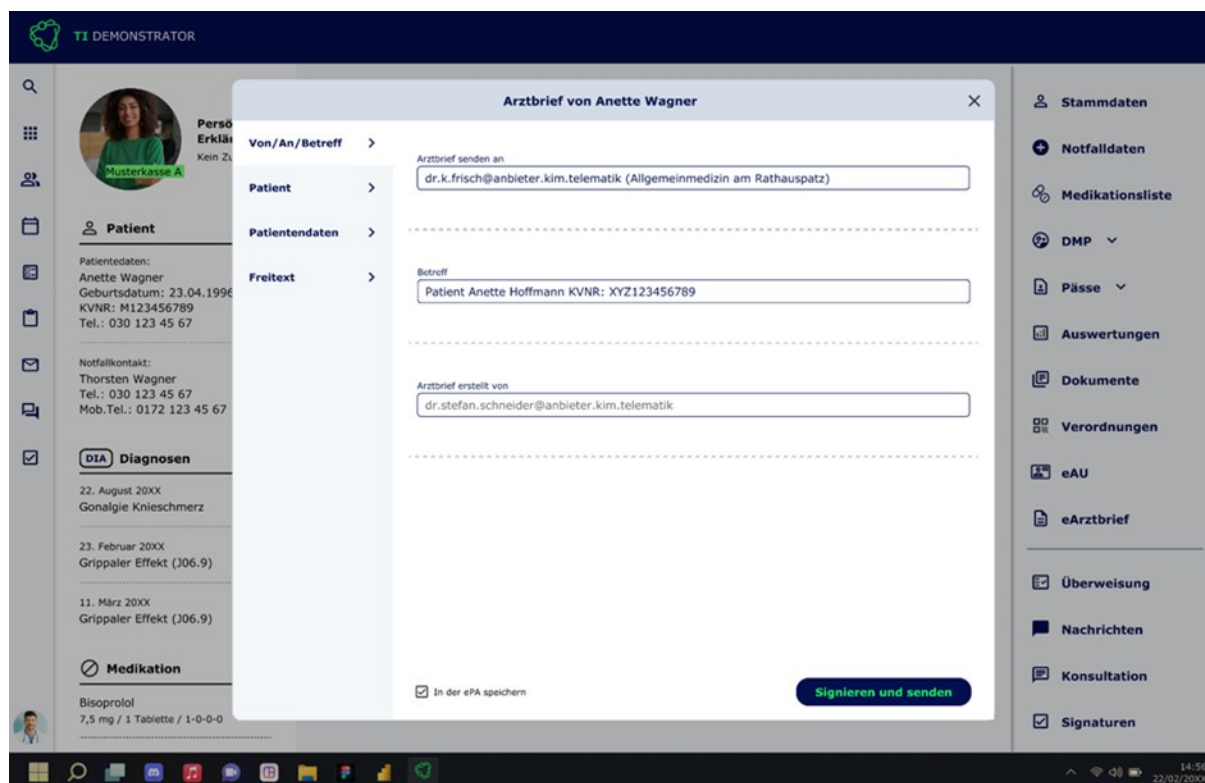 TI DEMONSTRATOR
Musterkasse A
Persö
Erklär
Kein Zu
Patient
Patientedaten:
Anette Wagner
Geburtsdatum: 23.04.1996
KVNR: M123456789
Tel.: 030 123 45 67
Notfallkontakt:
Thorsten Wagner
Tel.: 030 123 45 67
Mob.Tel.: 0172 123 45 67
DIA Diagnosen
22. August 20XX
Gonalgie Knieschmerz
23. Februar 20XX
Grippaler Effekt (J06.9)
11. März 20XX
Grippaler Effekt (J06.9)
Medikation
Bisoprolol
7,5 mg / 1 Tablette / 1-0-0-0
Arztbrief von Anette Wagner
Von/An/Betreff
Patient
Patientendaten
Freitext
Arztbrief senden an
dr.k.frisch@anbieter.kim.telematik (Allgemeinmedizin am Rathauspatz)
Betreff
Patient Anette Hoffmann KVNR: XYZ123456789
Arztbrief erstellt von
dr.stefan.schneider@anbieter.kim.telematik
In der ePA speichern
Signieren und senden
Stammdaten
Notfalldaten
Medikationsliste
DMP
Pässe
Auswertungen
Dokumente
Verordnungen
eAU
eArztbrief
Überweisung
Nachrichten
Konsultation
Signaturen
14:56
22/02/20XX